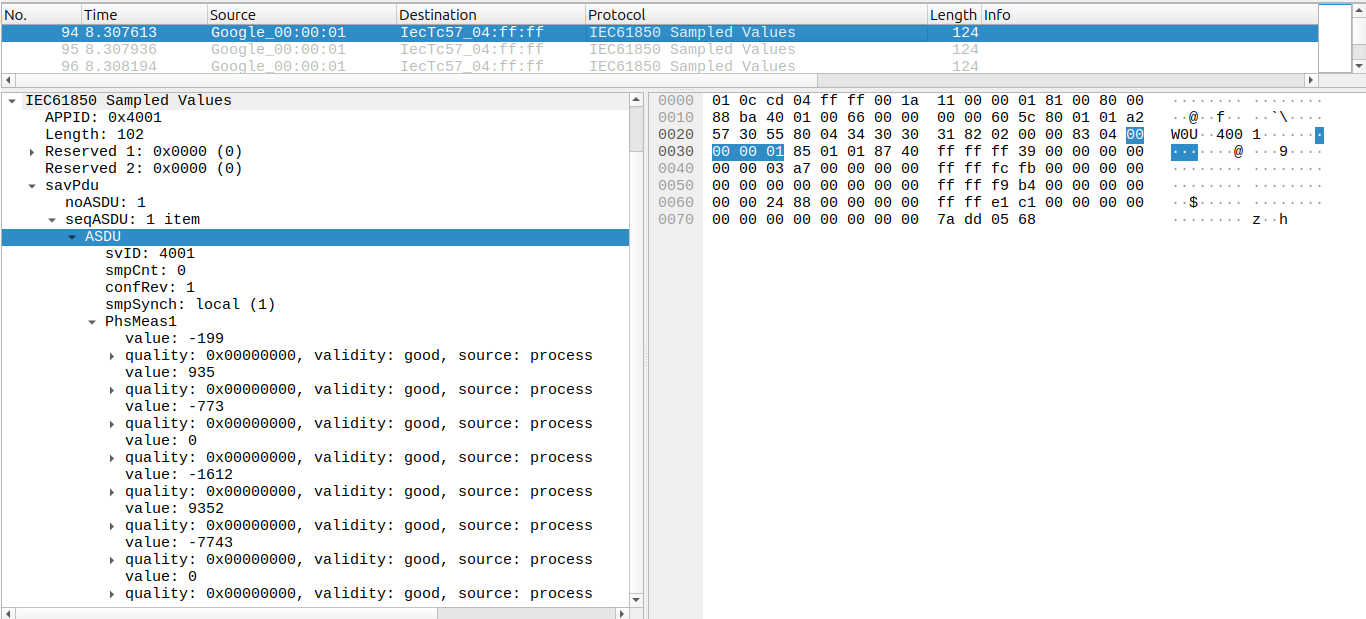 No. Time Source Destination Protocol Length Info
94 8.307613 Google_00:00:01 IecTc57_04:ff:ff IEC61850 Sampled Values 124
95 8.307936 Google_00:00:01 IecTc57_04:ff:ff IEC61850 Sampled Values 124
96 8.308194 Google_00:00:01 IecTc57_04:ff:ff IEC61850 Sampled Values 124
IEC61850 Sampled Values
APPID: 0x4001
Length: 102
Reserved 1: 0x0000 (0)
Reserved 2: 0x0000 (0)
savPdu
noASDU: 1
seqASDU: 1 item
ASDU
svID: 4001
smpCnt: 0
confRev: 1
smpSynch: local (1)
PhsMeas1
value: -199
quality: 0x00000000, validity: good, source: process
value: 935
quality: 0x00000000, validity: good, source: process
value: -773
quality: 0x00000000, validity: good, source: process
value: 0
quality: 0x00000000, validity: good, source: process
value: -1612
quality: 0x00000000, validity: good, source: process
value: 9352
quality: 0x00000000, validity: good, source: process
value: -7743
quality: 0x00000000, validity: good, source: process
value: 0
quality: 0x00000000, validity: good, source: process
0000 01 0c cd 04 ff ff 00 1a 11 00 00 01 81 00 80 00 ········ ········
0010 88 ba 40 01 00 66 00 00 00 00 60 5c 80 01 01 a2 ··@··f·· ··`\····
0020 57 30 55 80 04 34 30 30 31 82 02 00 00 83 04 00 W0U··400 1·······
0030 00 00 01 85 01 01 87 40 ff ff ff 39 00 00 00 00 ·······@ ···9····
0040 00 00 03 a7 00 00 00 00 ff ff fc fb 00 00 00 00 ········ ········
0050 00 00 00 00 00 00 00 00 ff ff f9 b4 00 00 00 00 ········ ········
0060 00 00 24 88 00 00 00 00 ff ff e1 c1 00 00 00 00 ··$····· ········
0070 00 00 00 00 00 00 00 00 7a dd 05 68 ········ z··h